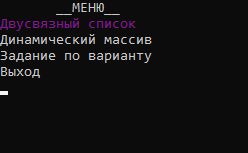 __МЕНЮ__
Двусвязный список
Динамический массив
Задание по варианту
Выход